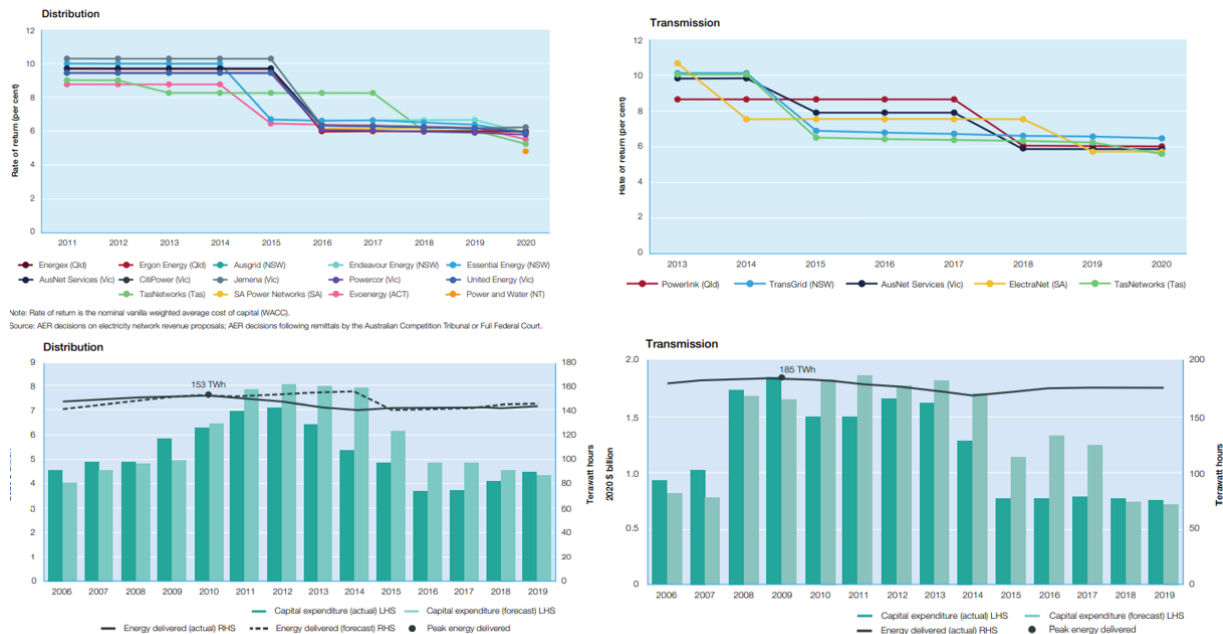 Distribution
12
10
8
6
4
2
0
Rate of return (per cent)
2011 2012 2013 2014 2015 2016 2017 2018 2019 2020
Energex (Qld) Ergon Energy (Qld) Ausgrid (NSW) Endeavour Energy (NSW) Essential Energy (NSW)
AusNet Services (Vic) CitiPower (Vic) Jemena (Vic) Powercor (Vic) United Energy (Vic)
TasNetworks (Tas) SA Power Networks (SA) Evoenergy (ACT) Power and Water (NT)
Note: Rate of return is the nominal vanilla weighted average cost of capital (WACC).
Source: AER decisions on electricity network revenue proposals; AER decisions following remittals by the Australian Competition Tribunal or Full Federal Court.
Transmission
12
10
8
6
4
2
0
Rate of return (per cent)
2013 2014 2015 2016 2017 2018 2019 2020
Powerlink (Qld) TransGrid (NSW) AusNet Services (Vic) ElectraNet (SA) TasNetworks (Tas)
Distribution
9 180
8 160
7 140
6 120
5 100
4 80
3 60
2 40
1 20
0 0
153 TWh
Terawatt hours
2006 2007 2008 2009 2010 2011 2012 2013 2014 2015 2016 2017 2018 2019
Capital expenditure (actual) LHS Capital expenditure (forecast) LHS
Energy delivered (actual) RHS Energy delivered (forecast) RHS Peak energy delivered
Transmission
2.0 200
1.5 150
1.0 100
0.5 50
0 0
185 TWh
2020 $ billion
Terawatt hours
2006 2007 2008 2009 2010 2011 2012 2013 2014 2015 2016 2017 2018 2019
Capital expenditure (actual) LHS Capital expenditure (forecast) LHS
Energy delivered (actual) RHS Peak energy delivered